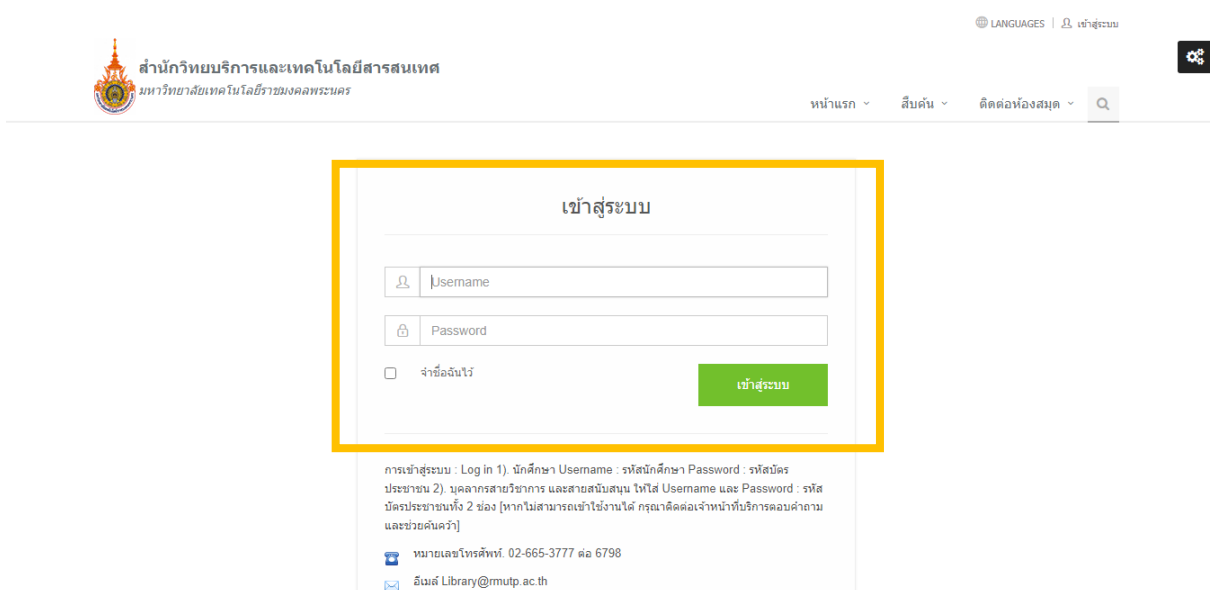 LANGUAGES | เข้าสู่ระบบ
สำนักวิทยบริการและเทคโนโลยีสารสนเทศ
มหาวิทยาลัยเทคโนโลยีราชมงคลพระนคร
หน้าแรก สืบค้น ติดต่อห้องสมุด
เข้าสู่ระบบ
Username
Password
จำชื่อฉันไว้
เข้าสู่ระบบ
การเข้าสู่ระบบ : Log in 1). นักศึกษา Username : รหัสนักศึกษา Password : รหัสบัตร
ประชาชน 2). บุคลากรสายวิชาการ และสายสนับสนุน ให้ใส่ Username และ Password : รหัส
บัตรประชาชนทั้ง 2 ช่อง [หากไม่สามารถเข้าใช้งานได้ กรุณาติดต่อเจ้าหน้าที่บริการตอบคำถาม
และช่วยค้นคว้า]
หมายเลขโทรศัพท์. 02-665-3777 ต่อ 6798
อีเมล์ Library@rmutp.ac.th